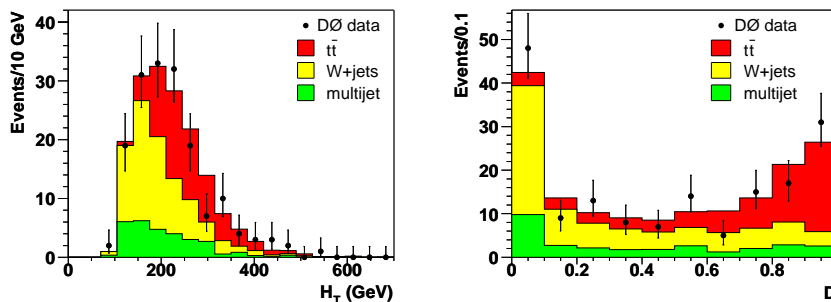 Events/10 GeV
40
30
20
10
0
0
200
400
600
H_T (GeV)
DØ data
tt̄
W+jets
multijet
Events/0.1
50
40
30
20
10
0
0
0.2
0.4
0.6
0.8
D
DØ data
tt̄
W+jets
multijet